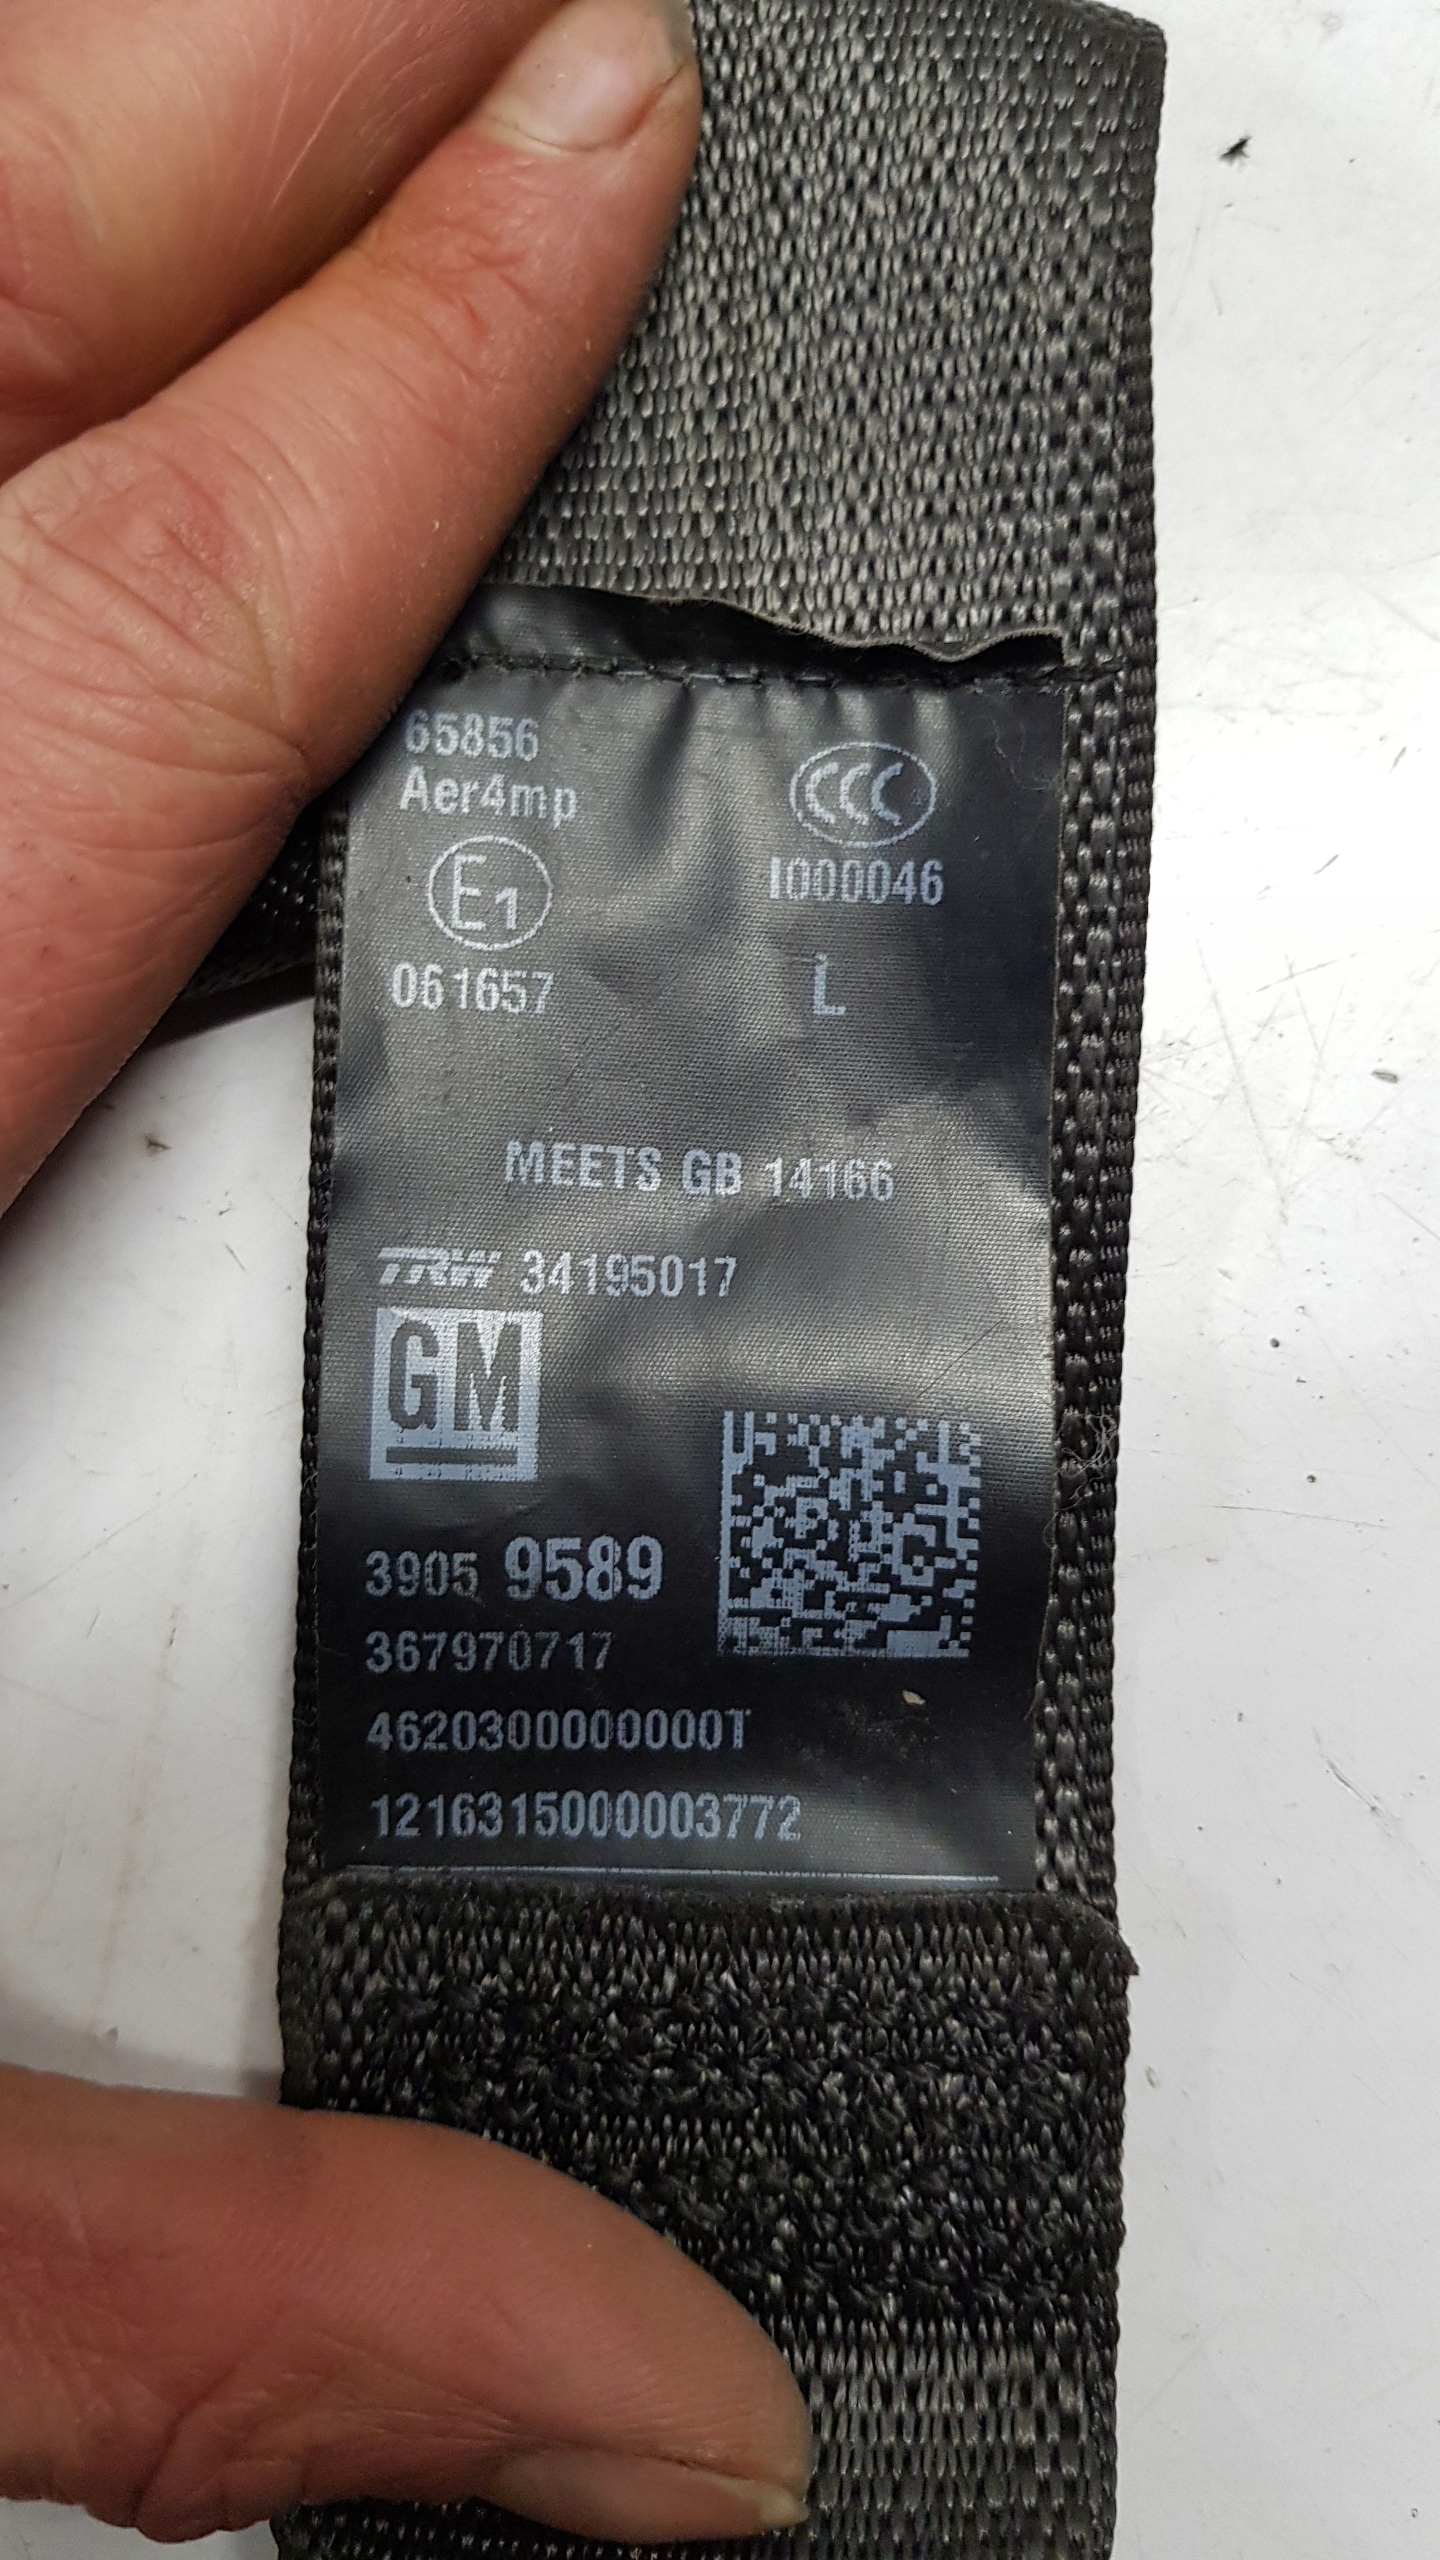 65856
Aer4mp
E1
061657
CCC
I000046
L
MEETS GB 14166
TRW 34195017
GM
3905 9589
367970717
4620300000000T
1216315000003772